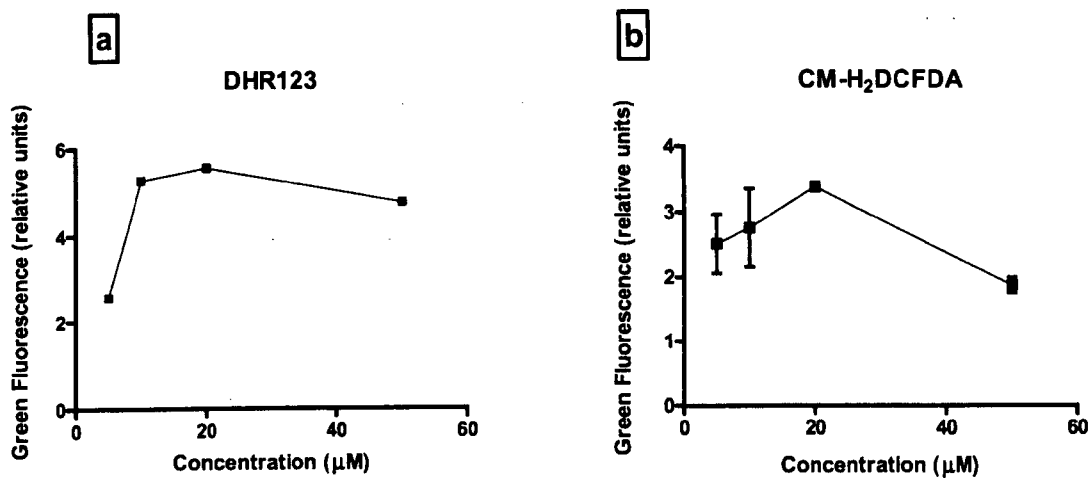 a
DHR123
Green Fluorescence (relative units)
6
4
2
0
0 20 40 60
Concentration (μM)
b
CM-H₂DCFDA
Green Fluorescence (relative units)
4
3
2
1
0
0 20 40 60
Concentration (μM)